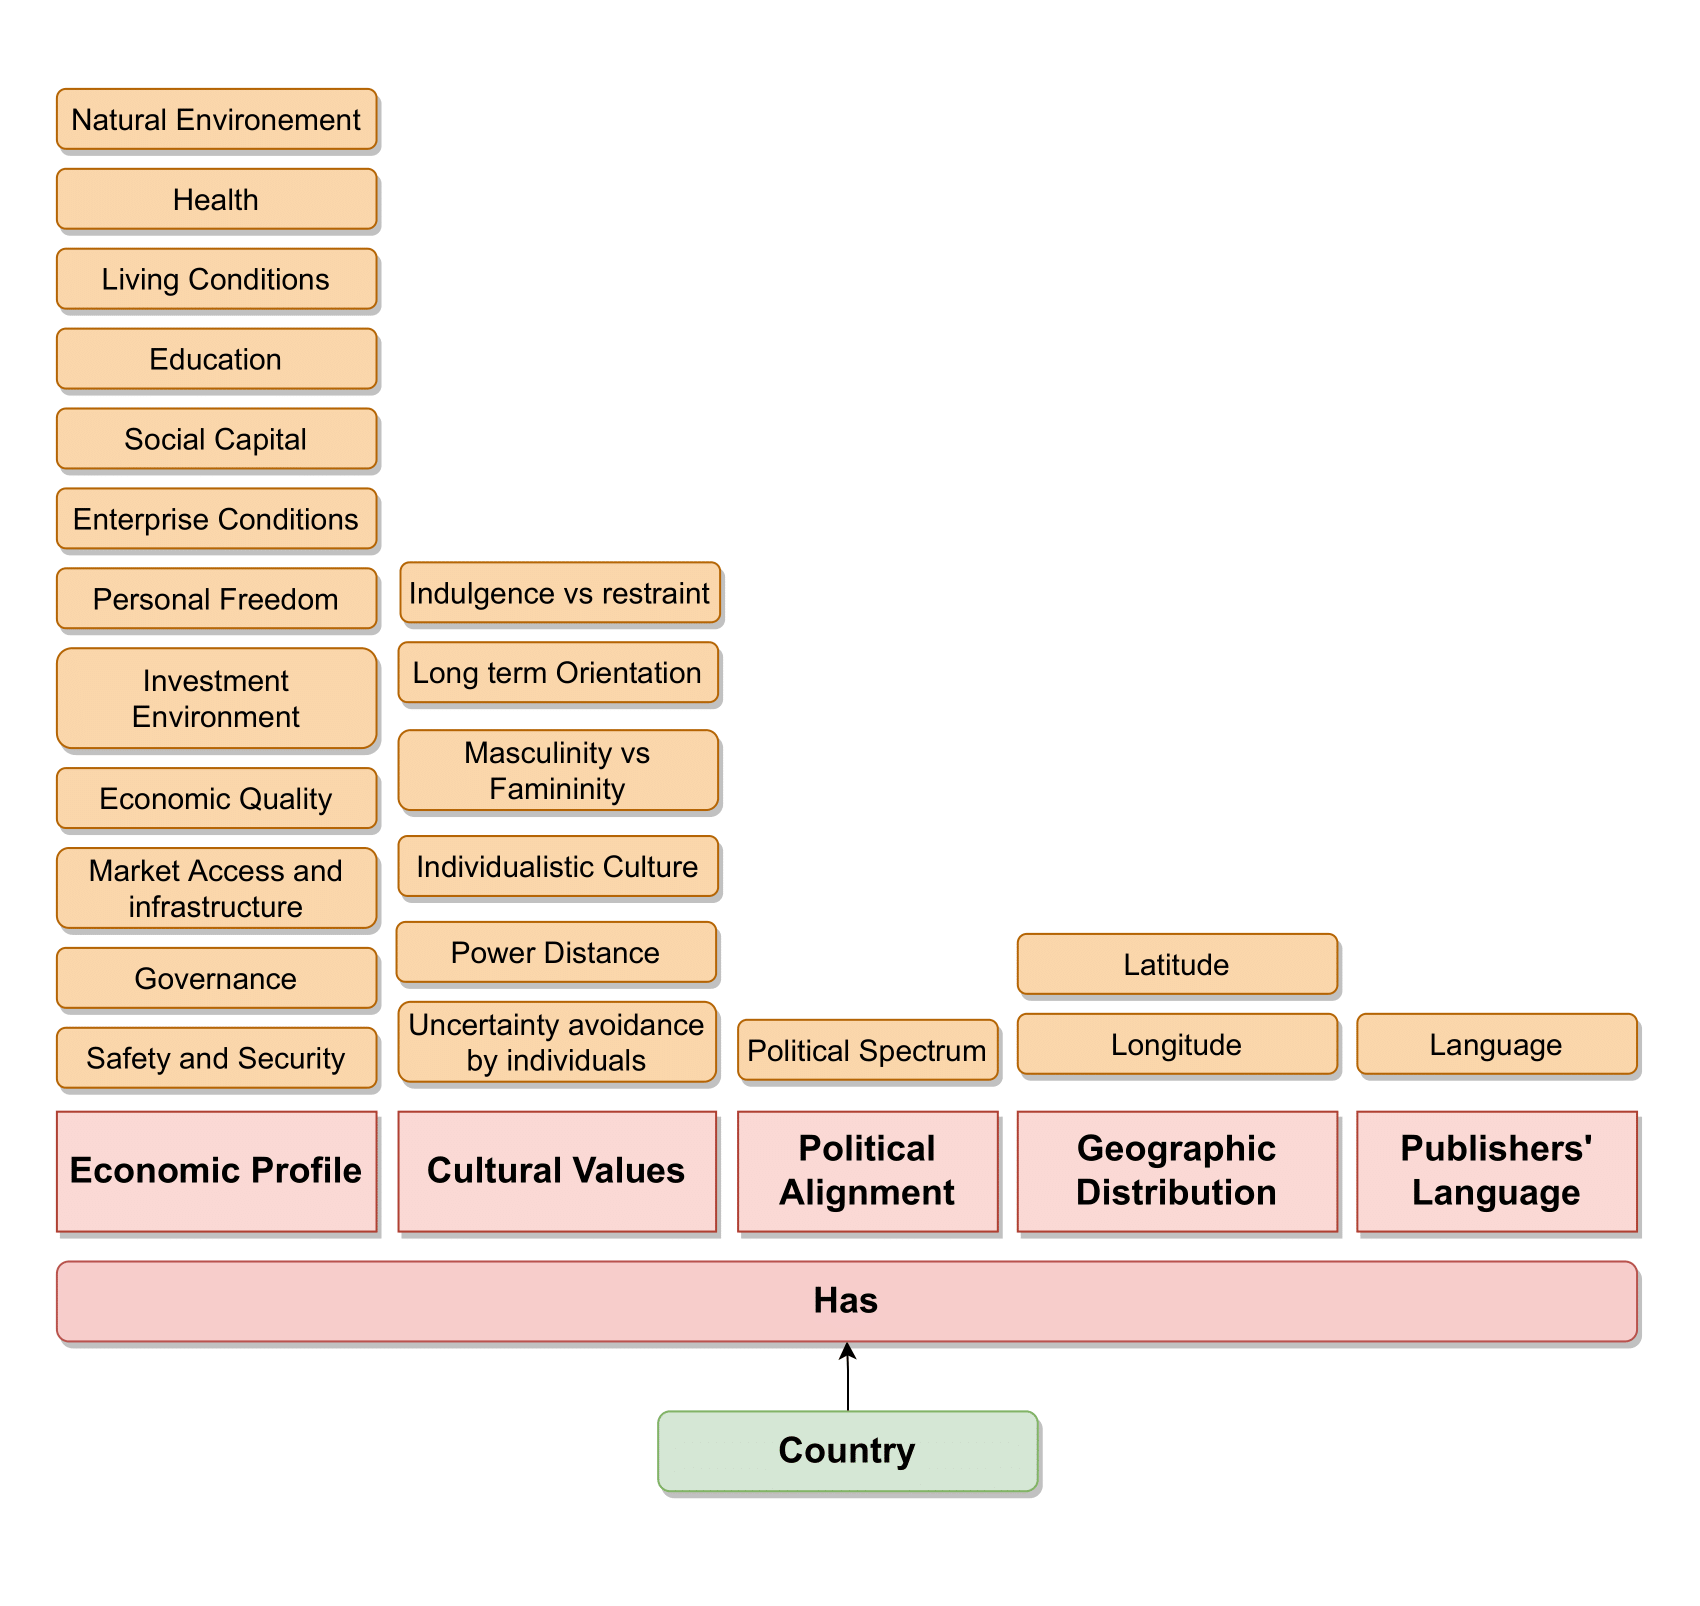 Natural Environement
Health
Living Conditions
Education
Social Capital
Enterprise Conditions
Personal Freedom
Investment
Environment
Economic Quality
Market Access and
infrastructure
Governance
Safety and Security
Economic Profile
Indulgence vs restraint
Long term Orientation
Masculinity vs
Famininity
Individualistic Culture
Power Distance
Uncertainty avoidance
by individuals
Cultural Values
Political Spectrum
Political
Alignment
Latitude
Longitude
Geographic
Distribution
Language
Publishers'
Language
Has
Country